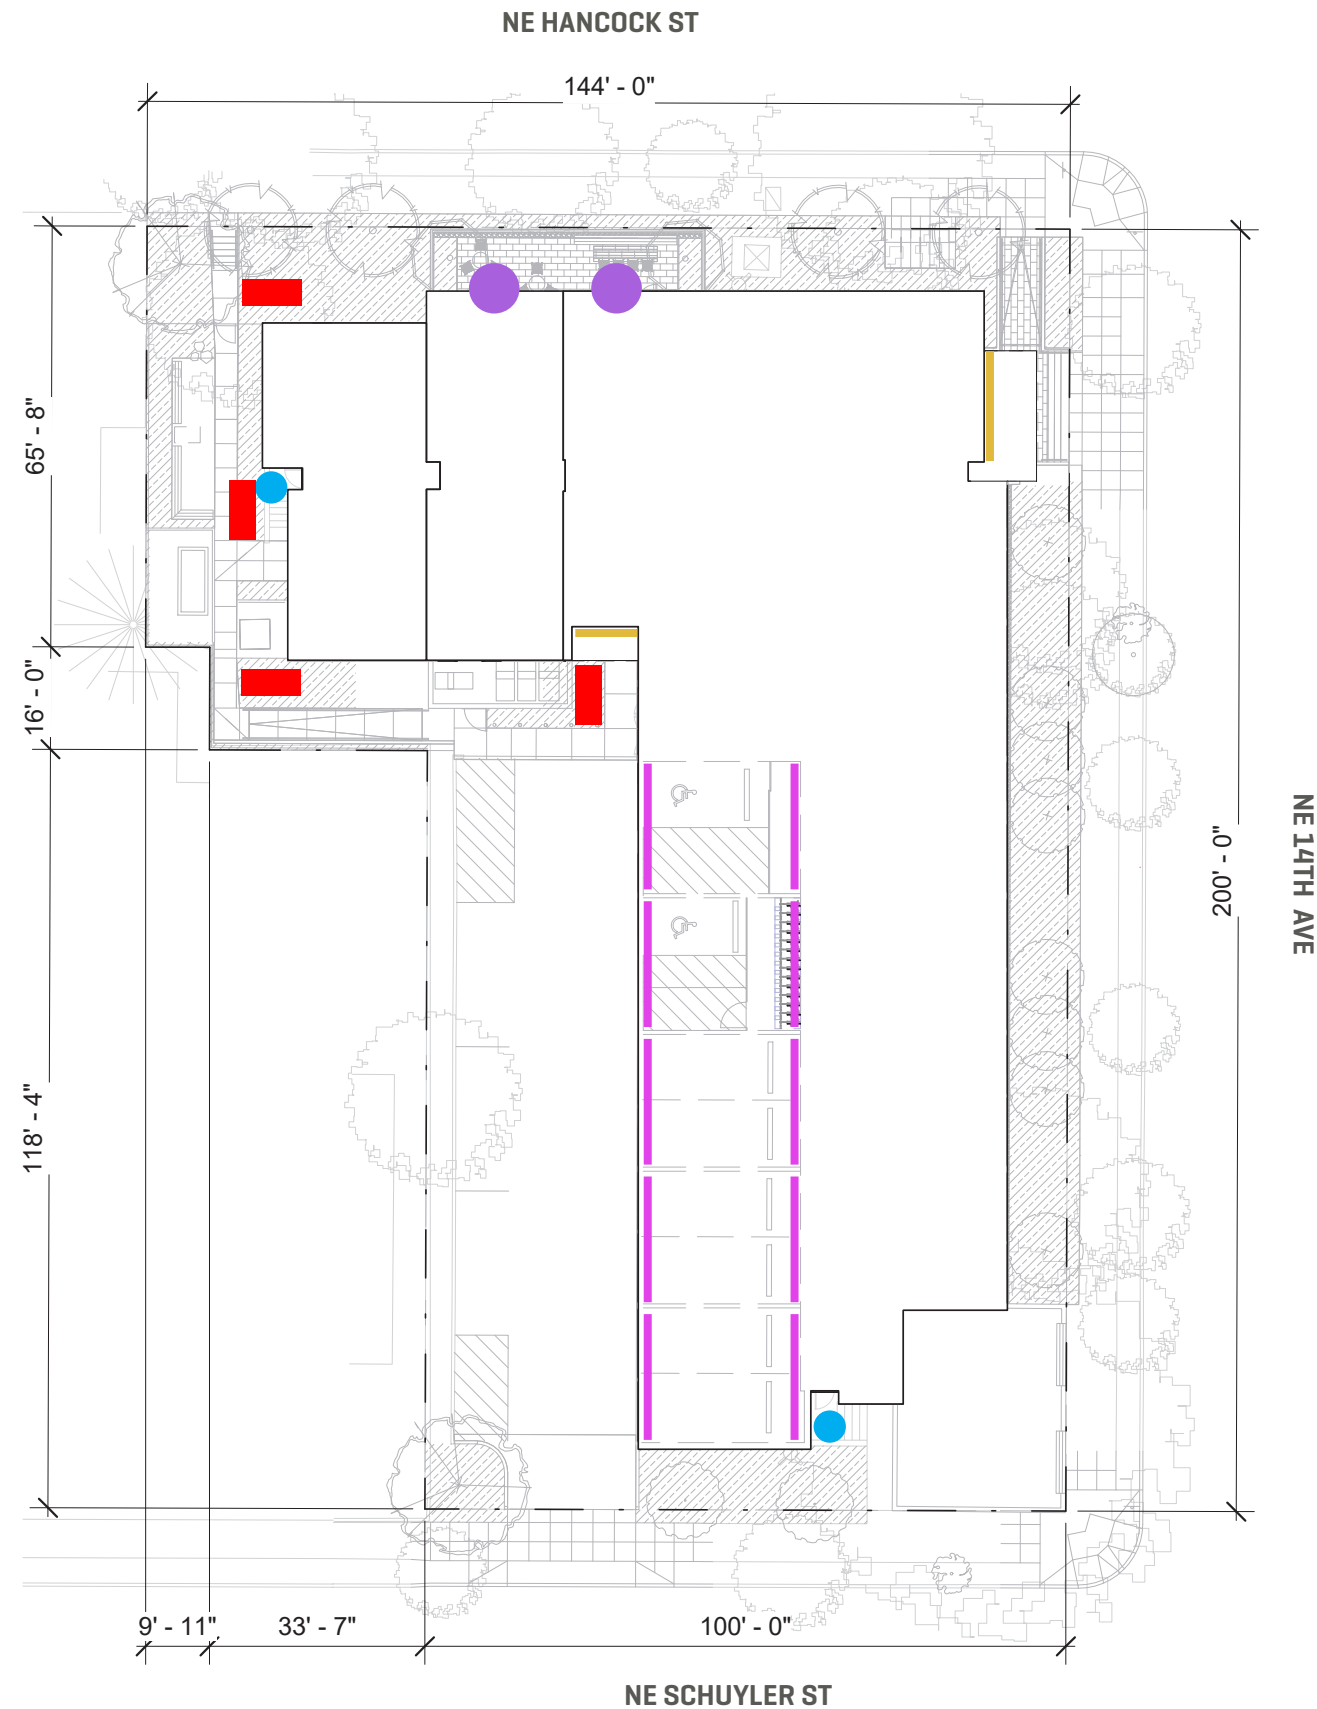 NE HANCOCK ST
144' - 0"
65' - 8"
16' - 0"
118' - 4"
200' - 0"
NE 14TH AVE
9' - 11"
33' - 7"
100' - 0"
NE SCHUYLER ST